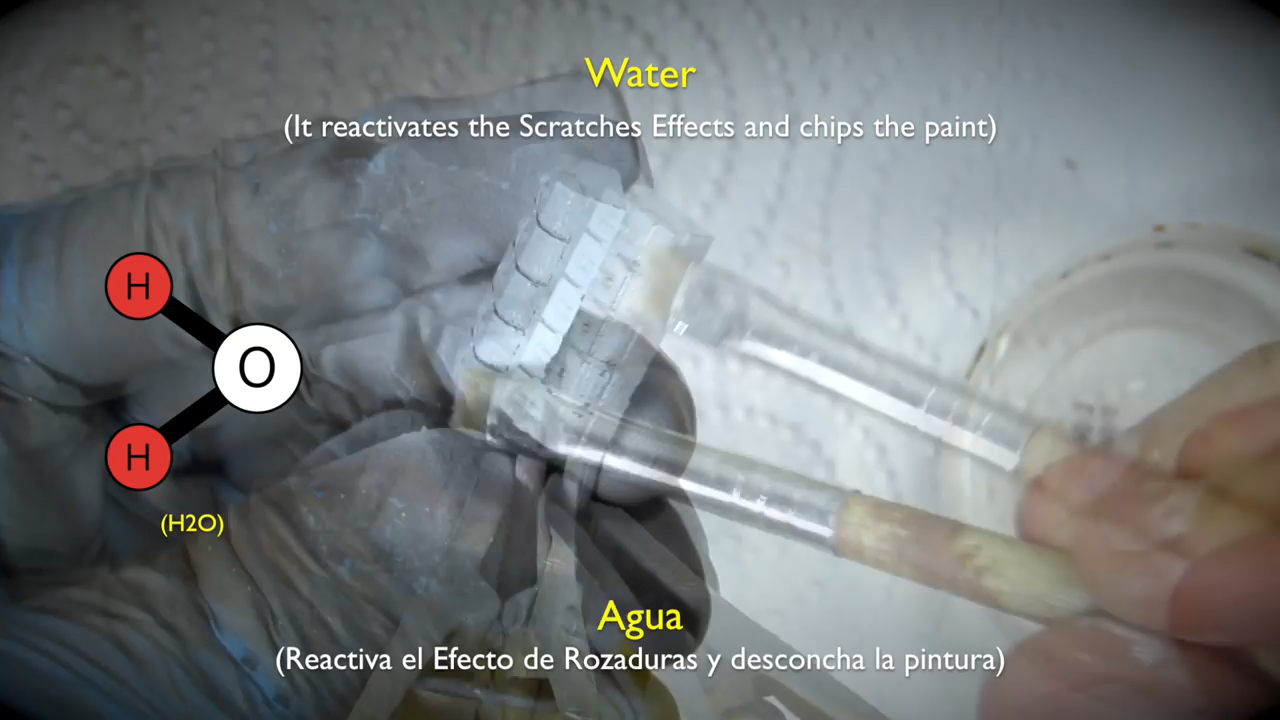 Water
(It reactivates the Scratches Effects and chips the paint)
H
O
H
(H2O)
Agua
(Reactiva el Efecto de Rozaduras y desconcha la pintura)